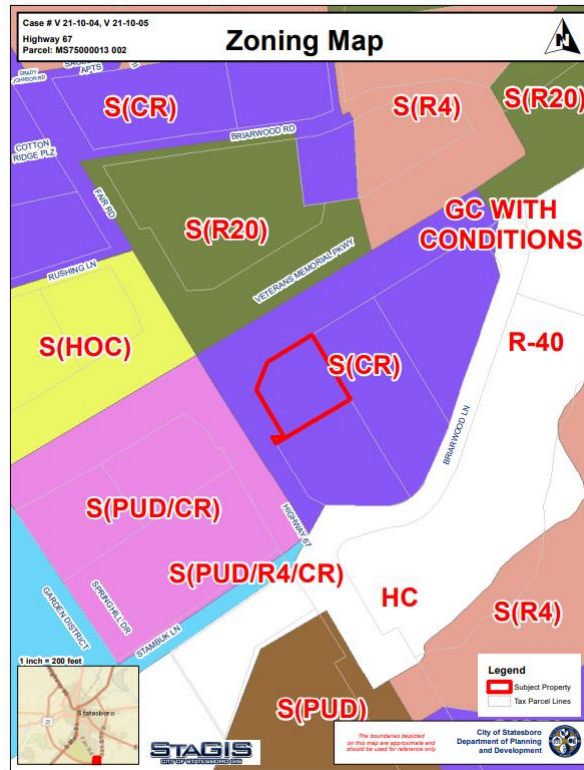 Case # V 21-10-04, V 21-10-05
Highway 67
Parcel: MS75000013 002
Zoning Map
N
GRADY
JOHNSON RD
APTS
S(CR)
S(R4)
S(R20)
COTTON
RIDGE PLZ
BRIARWOOD RD
FAIR RD
S(R20)
GC WITH
CONDITIONS
RUSHING LN
VETERANS MEMORIAL PKWY
S(HOC)
S(CR)
R-40
BRIARWOOD LN
S(PUD/CR)
HIGHWAY 67
S(PUD/R4/CR)
HC
GARDEN DISTRICT
SPRINGHILL DR
STAMBUK LN
S(R4)
1 inch = 200 feet
Statesboro
S(PUD)
Legend
Subject Property
Tax Parcel Lines
STAGIS
CITY OF STATESBORO GIS
The boundaries depicted
on this map are approximate and
should be used for reference only
City of Statesboro
Department of Planning
and Development